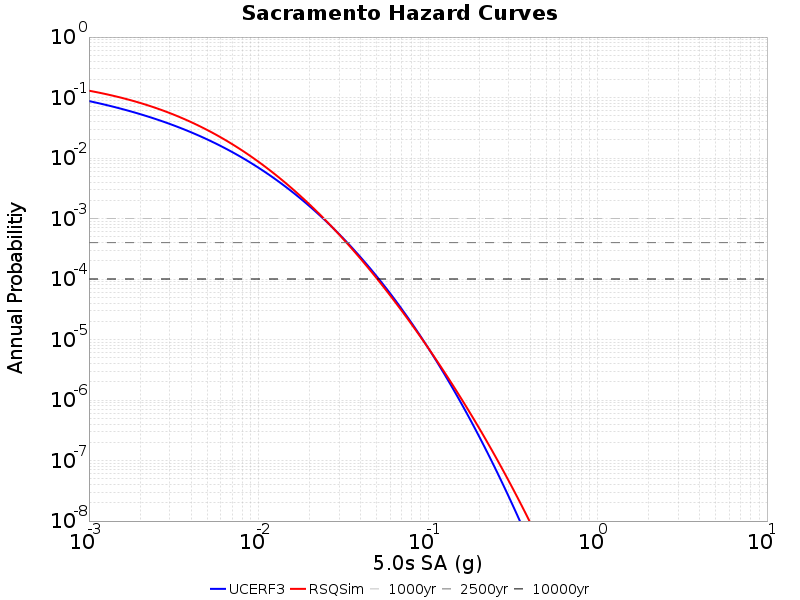 Sacramento Hazard Curves
Annual Probabilitiy
10^0
10^-1
10^-2
10^-3
10^-4
10^-5
10^-6
10^-7
10^-8
10^-3 10^-2 10^-1 10^0 10^1
5.0s SA (g)
UCERF3 RSQSim 1000yr 2500yr 10000yr